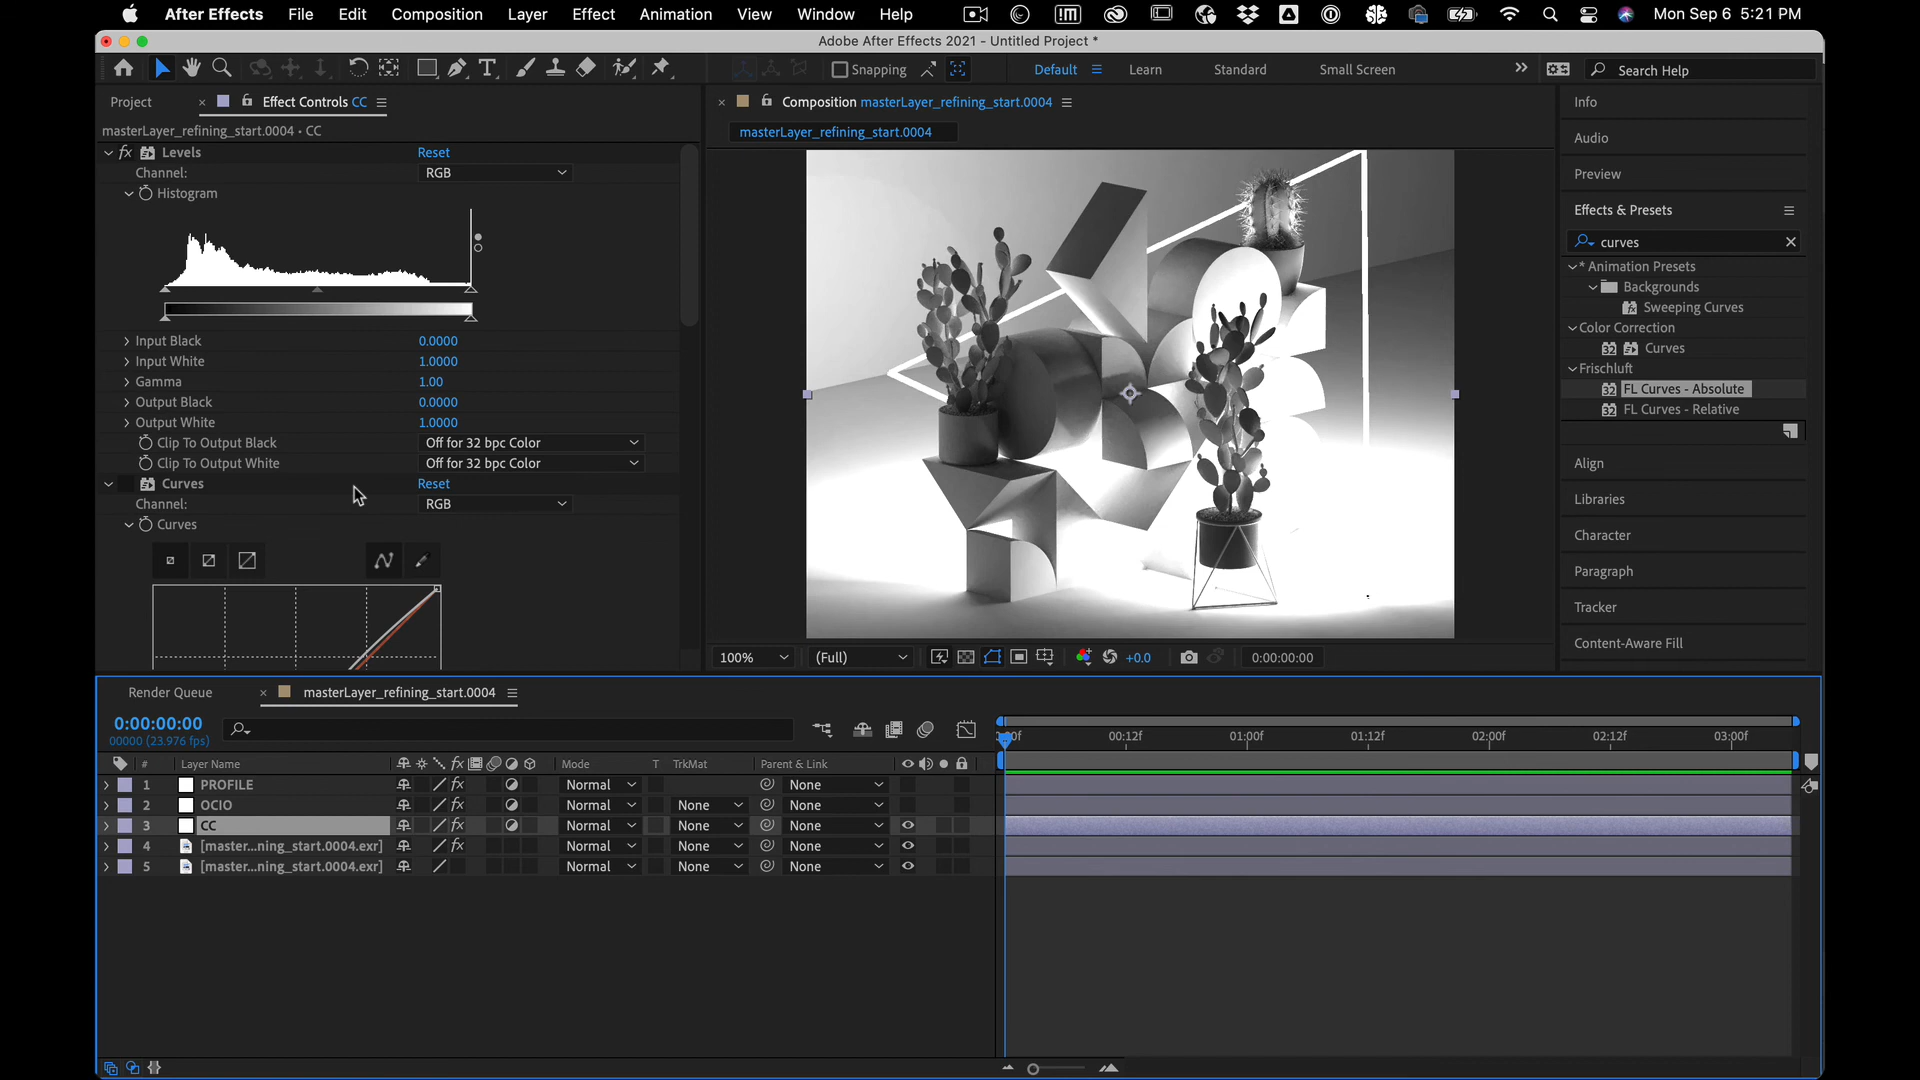 After Effects File Edit Composition Layer Effect Animation View Window Help Mon Sep 6 5:21 PM
Adobe After Effects 2021 - Untitled Project *
Snapping Default Learn Standard Small Screen Search Help
Project Effect Controls CC
masterLayer_refining_start.0004 • CC
Levels Reset
Channel: RGB
Histogram
Input Black 0.0000
Input White 1.0000
Gamma 1.00
Output Black 0.0000
Output White 1.0000
Clip To Output Black Off for 32 bpc Color
Clip To Output White Off for 32 bpc Color
Curves Reset
Channel: RGB
Curves
Composition masterLayer_refining_start.0004
masterLayer_refining_start.0004
100% (Full) +0.0 0:00:00:00
Info
Audio
Preview
Effects & Presets
curves
* Animation Presets
Backgrounds
Sweeping Curves
Color Correction
32 Curves
Frischluft
32 FL Curves - Absolute
32 FL Curves - Relative
Align
Libraries
Character
Paragraph
Tracker
Content-Aware Fill
Render Queue masterLayer_refining_start.0004
0:00:00:00
00000 (23.976 fps)
:00f 00:12f 01:00f 01:12f 02:00f 02:12f 03:00f
# Layer Name fx Mode T TrkMat Parent & Link
1 PROFILE fx Normal None
2 OCIO fx Normal None None
3 CC fx Normal None None
4 [master...ning_start.0004.exr] fx Normal None None
5 [master...ning_start.0004.exr] Normal None None